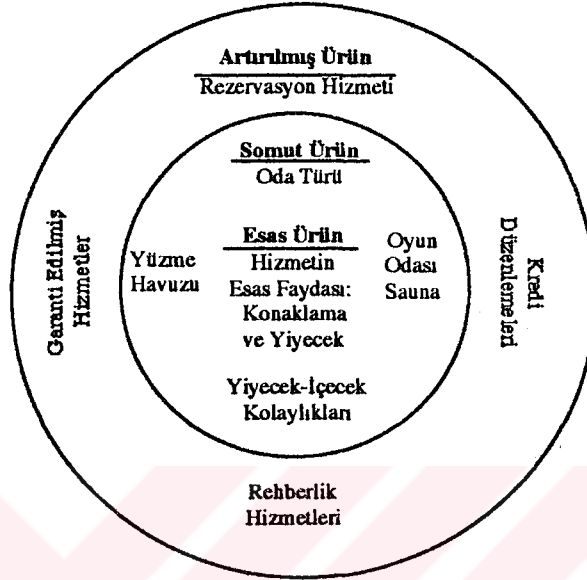 Artırılmış Ürün
Rezervasyon Hizmeti
Somut Ürün
Oda Türü
Garanti Edilmiş
Hizmetler
Yüzme
Havuzu
Esas Ürün
Hizmetin
Esas Faydası:
Konaklama
ve Yiyecek
Oyun
Odası
Sauna
Kredi
Düzenlemeleri
Yiyecek-İçecek
Kolaylıkları
Rehberlik
Hizmetleri